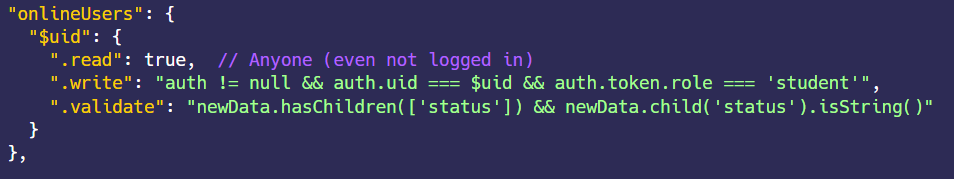 "onlineUsers": {
"$uid": {
".read": true,  // Anyone (even not logged in)
".write": "auth != null && auth.uid === $uid && auth.token.role === 'student'",
".validate": "newData.hasChildren(['status']) && newData.child('status').isString()"
}
},